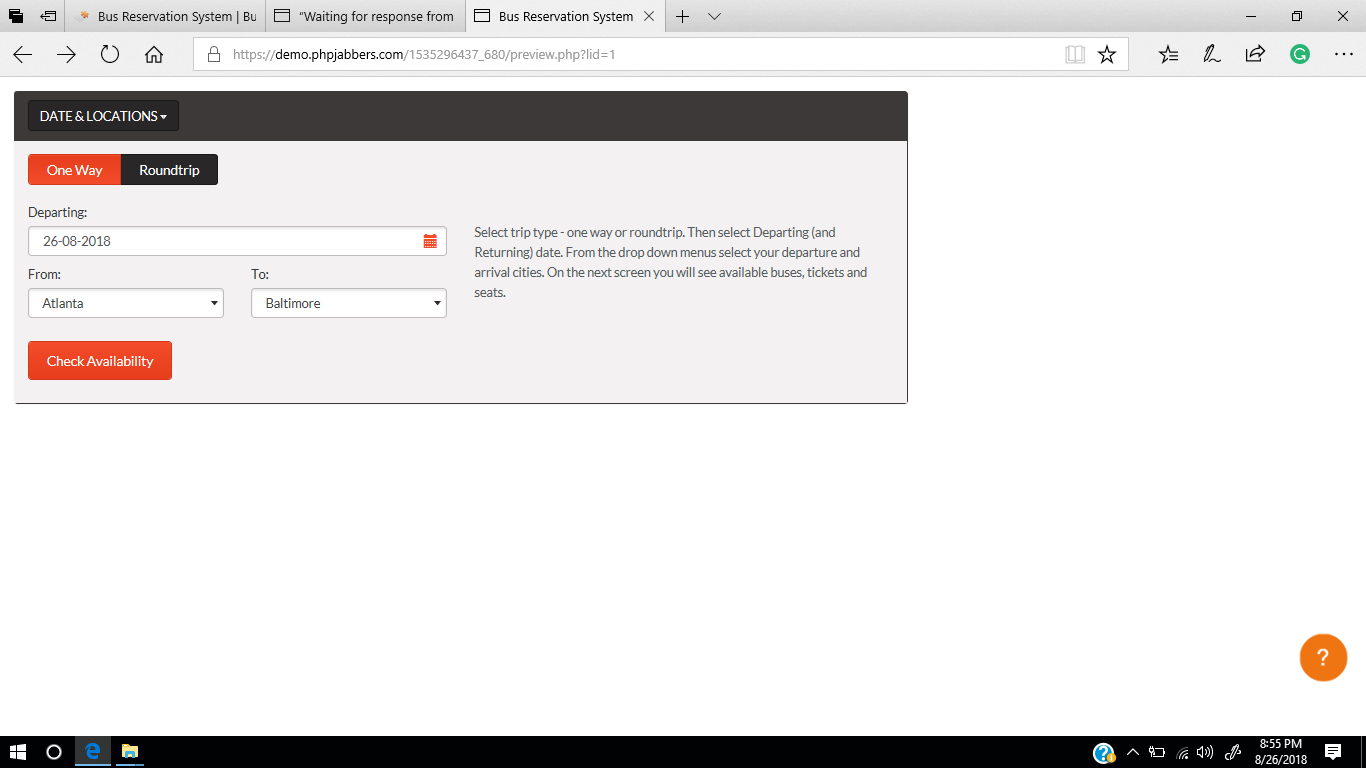 Bus Reservation System | Bu
"Waiting for response from
Bus Reservation System
https://demo.phpjabbers.com/1535296437_680/preview.php?lid=1
DATE & LOCATIONS
One Way
Roundtrip
Departing:
26-08-2018
From:
To:
Atlanta
Baltimore
Check Availability
Select trip type - one way or roundtrip. Then select Departing (and
Returning) date. From the drop down menus select your departure and
arrival cities. On the next screen you will see available buses, tickets and
seats.
?
8:55 PM
8/26/2018